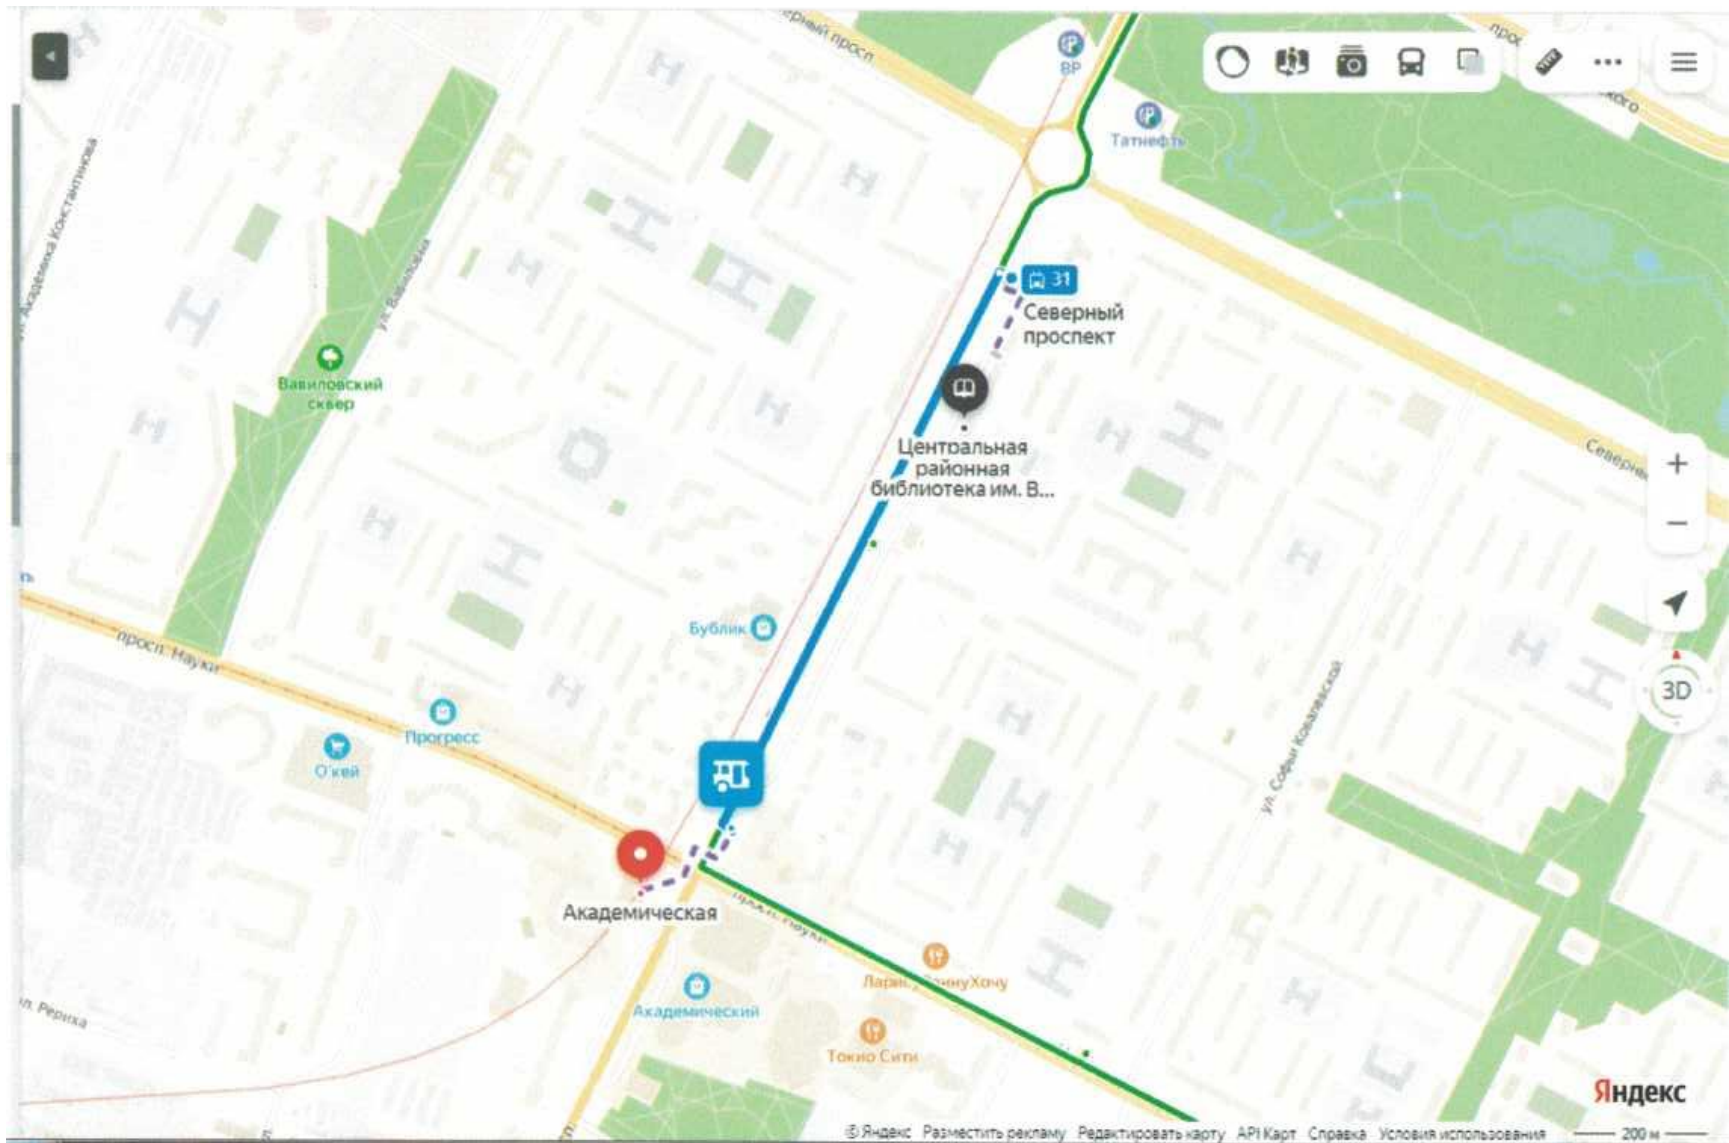 BP
Татнефть
ул. Академика Константинова
ул. Вавиловых
31
Северный
проспект
Вавиловский
сквер
Центральная
районная
библиотека им. В...
Бублик
просп. Науки
Прогресс
О'кей
ул. Софьи Ковалевской
3D
Академическая
просп. Науки
Академический
Токио Сити
Яндекс
© Яндекс Разместить рекламу Редактировать карту API Карт Справка Условия использования 200 м